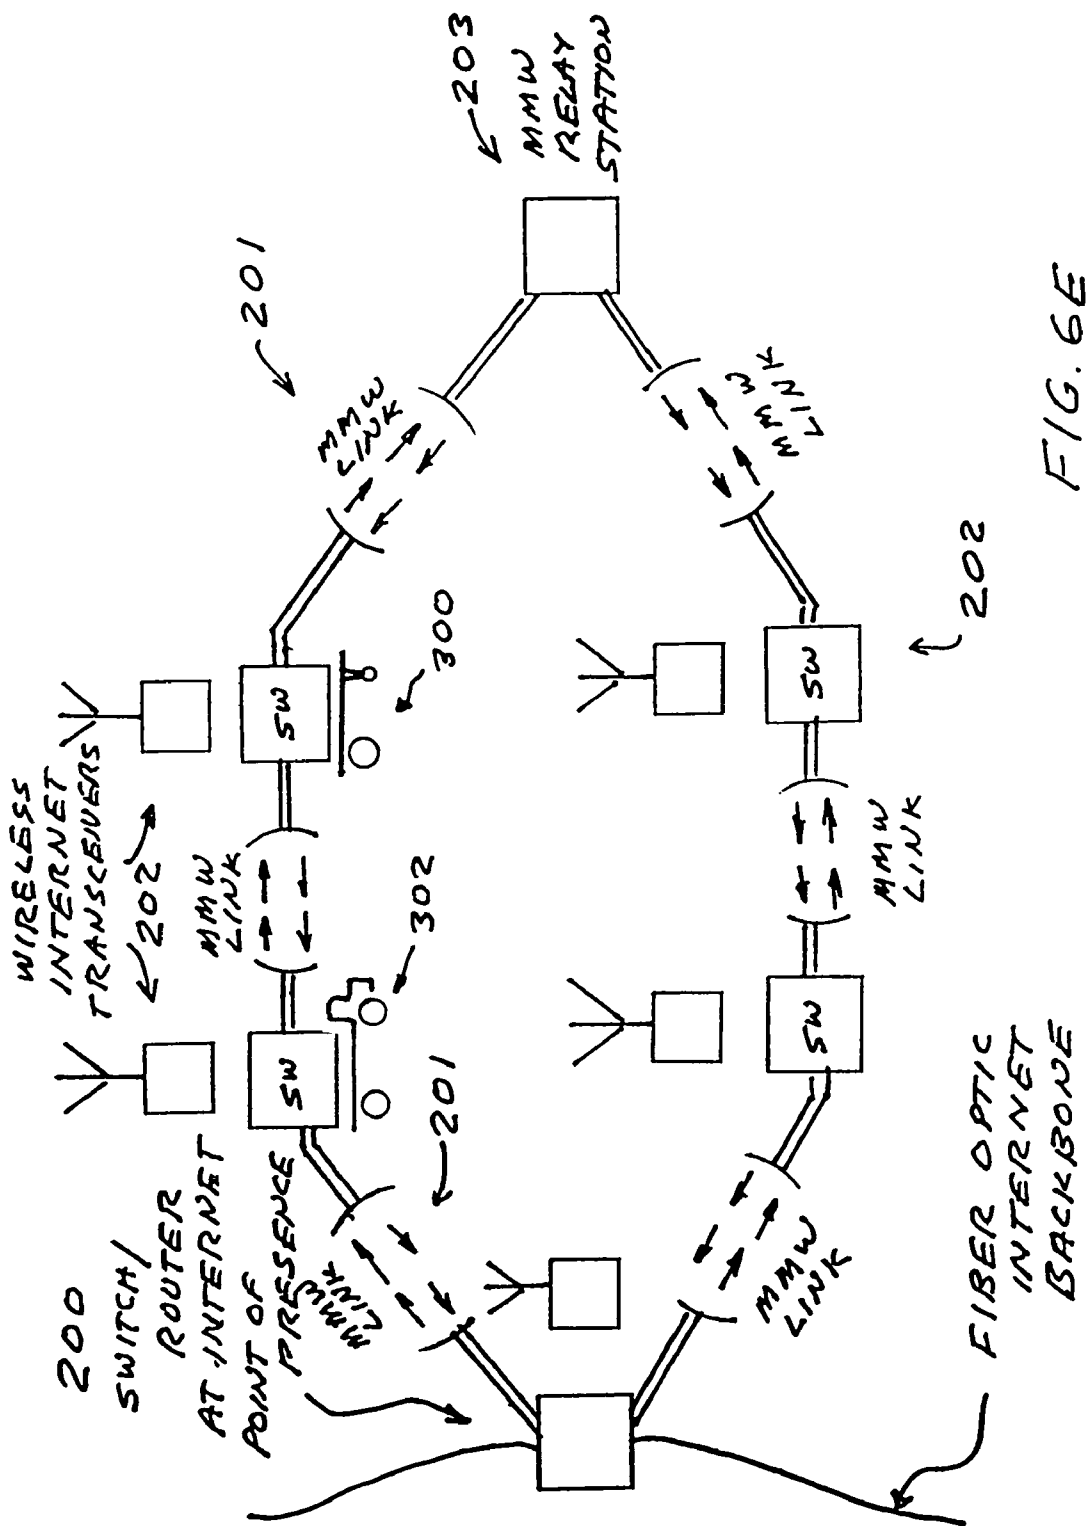 200
SWITCH/
ROUTER
AT INTERNET
POINT OF
PRESENCE
WIRELESS
INTERNET
TRANSCEIVERS
202
201
203
MMW
RELAY
STATION
MMW
LINK
201
SW
MMW
LINK
SW
MMW
LINK
302
300
MMW
LINK
SW
MMW
LINK
SW
MMW
LINK
202
FIBER OPTIC
INTERNET
BACKBONE
FIG. 6E